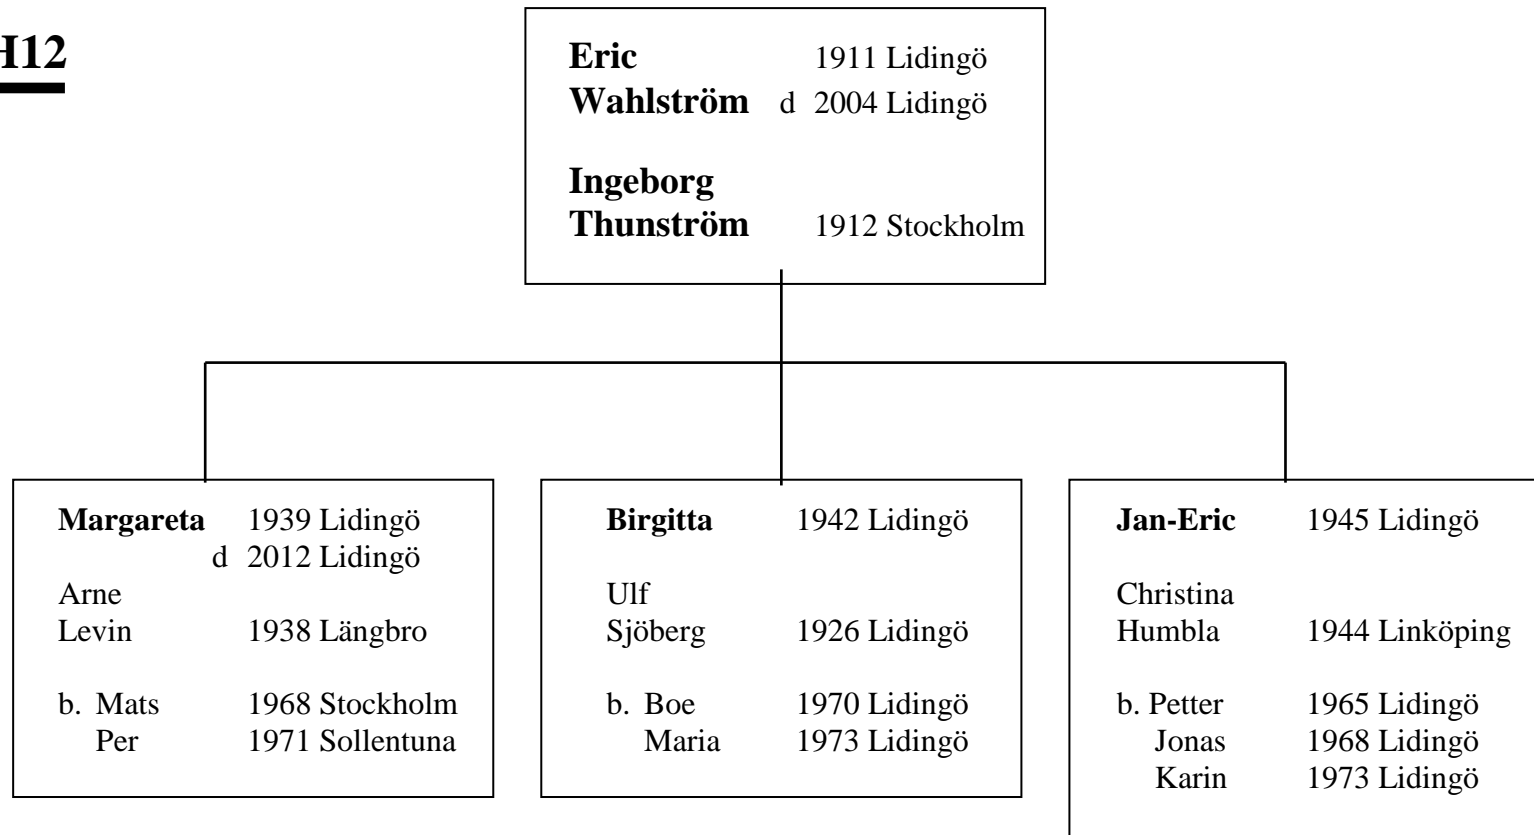 H12
Eric 1911 Lidingö
Wahlström d 2004 Lidingö
Ingeborg
Thunström 1912 Stockholm
Margareta 1939 Lidingö
d 2012 Lidingö
Arne
Levin 1938 Längbro
b. Mats 1968 Stockholm
Per 1971 Sollentuna
Birgitta 1942 Lidingö
Ulf
Sjöberg 1926 Lidingö
b. Boe 1970 Lidingö
Maria 1973 Lidingö
Jan-Eric 1945 Lidingö
Christina
Humbla 1944 Linköping
b. Petter 1965 Lidingö
Jonas 1968 Lidingö
Karin 1973 Lidingö